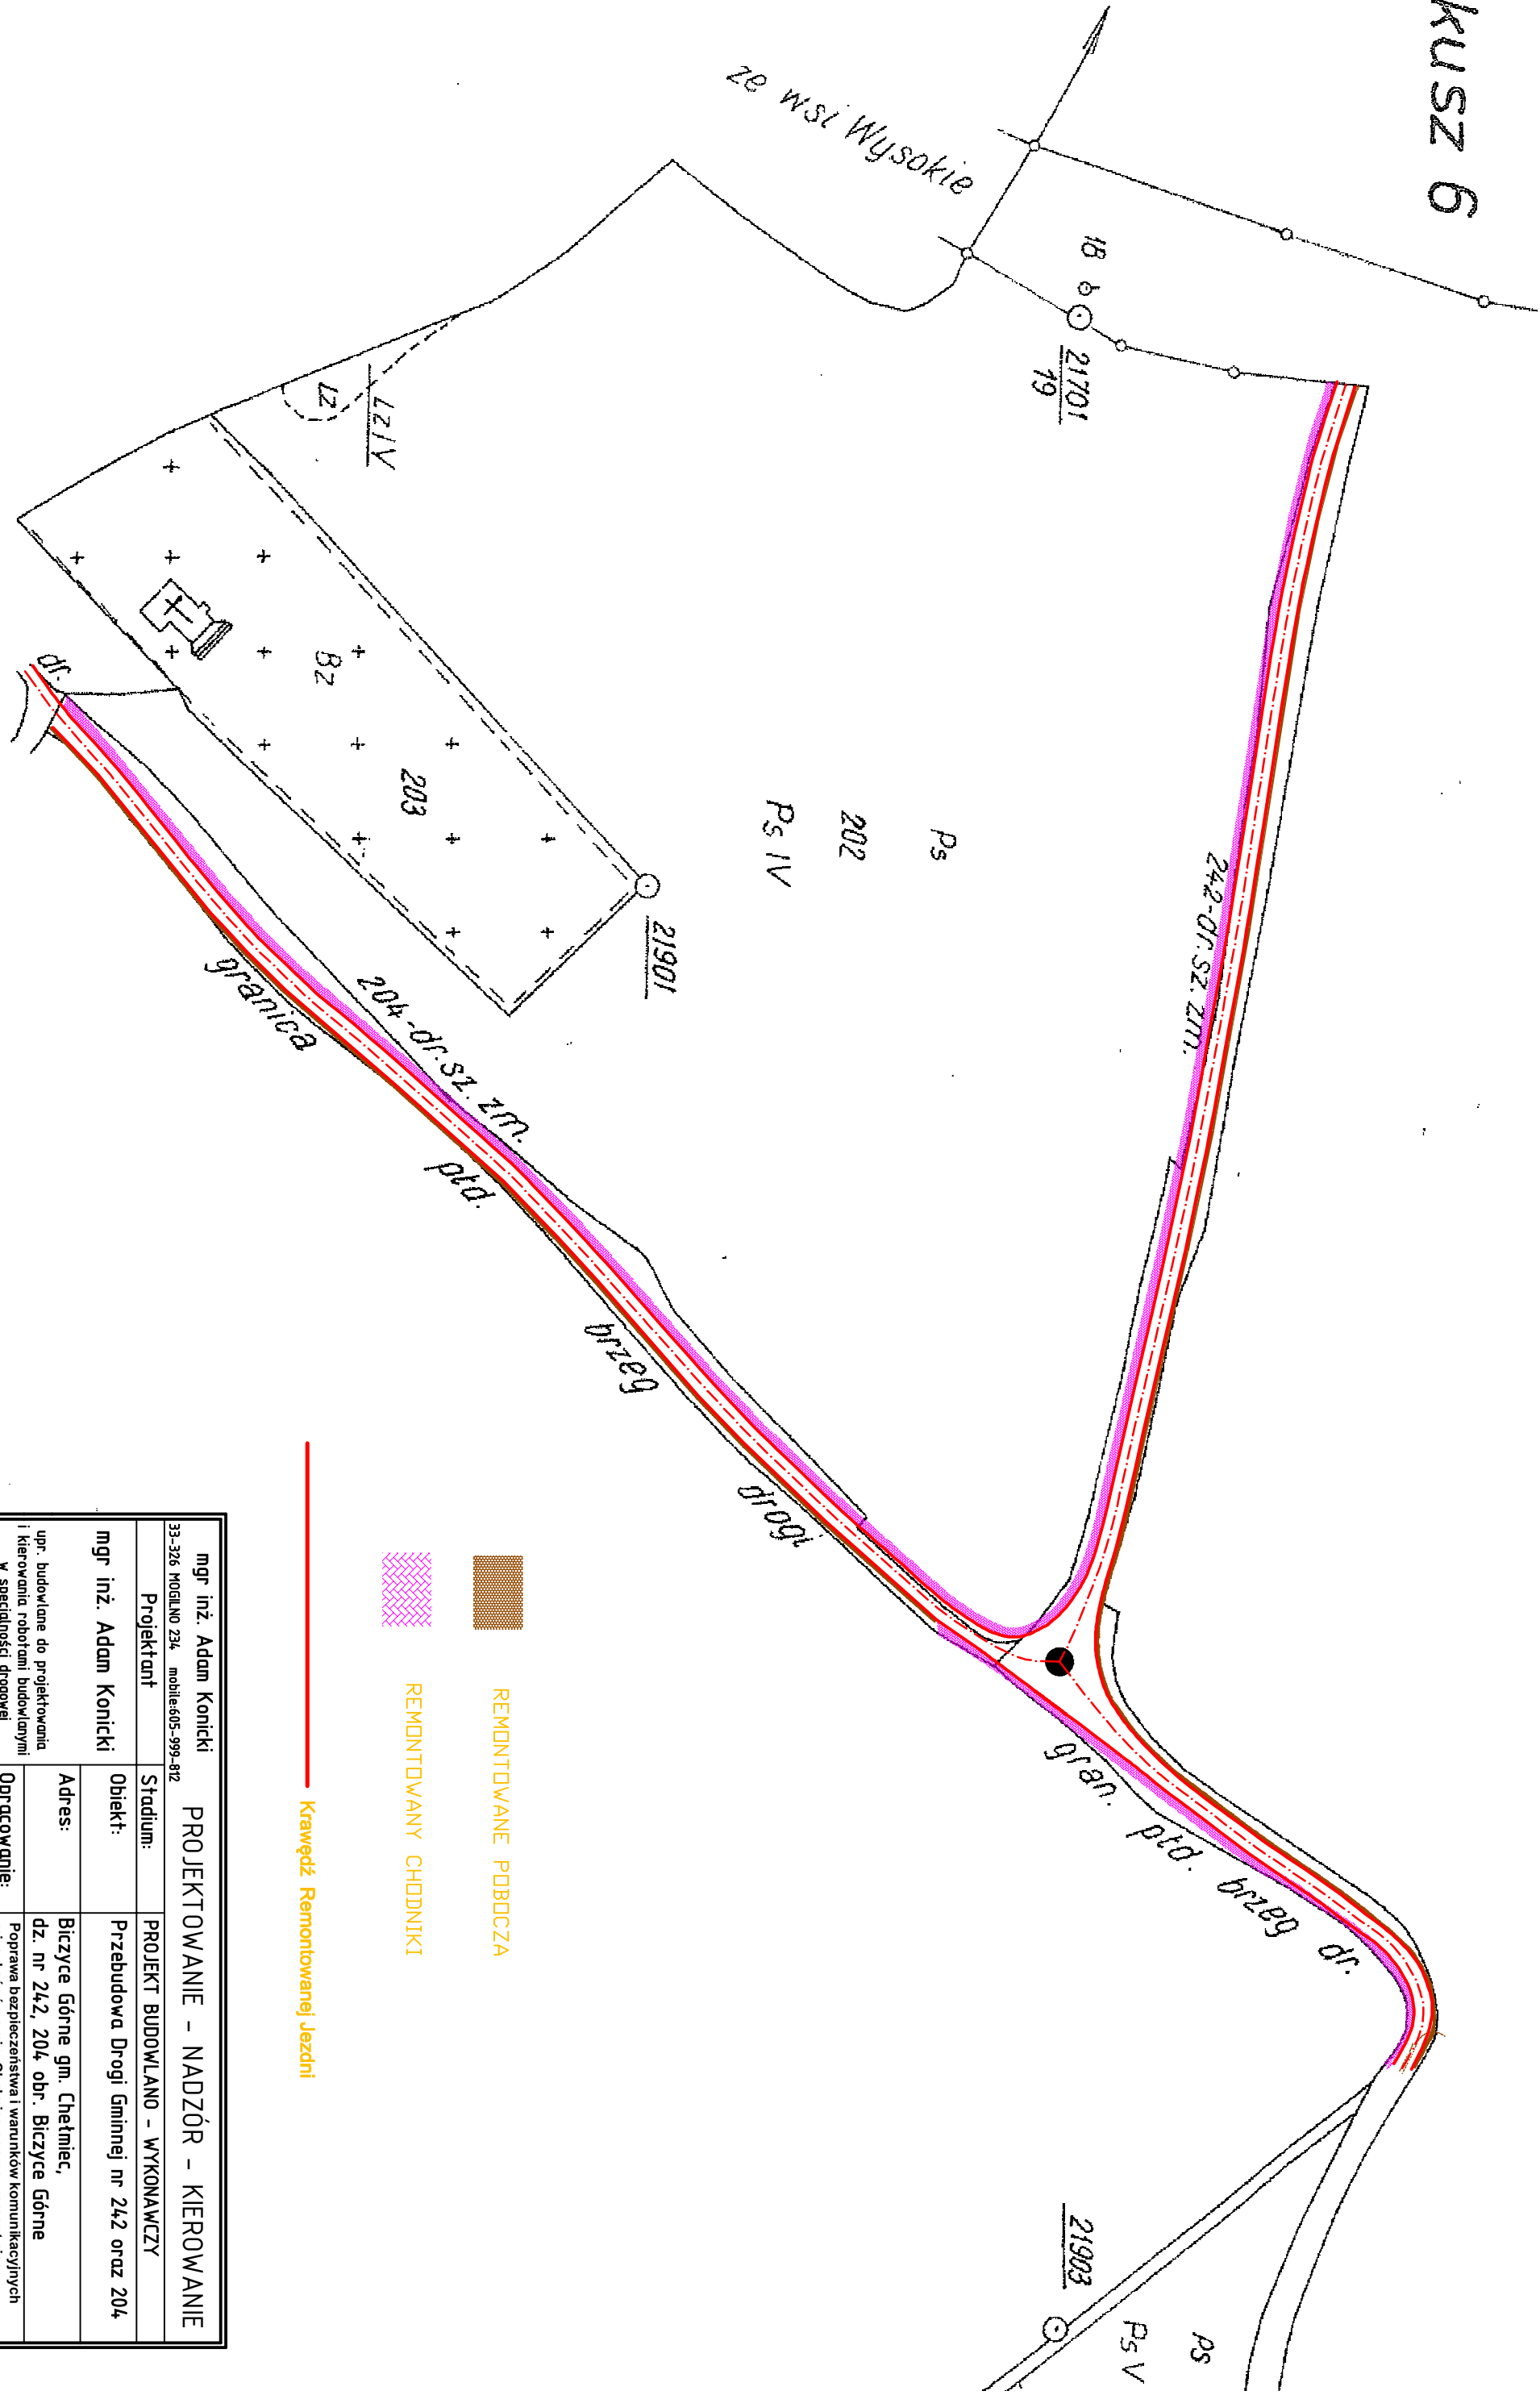 kusz 6
ze wsi Wysokie
18
21701
19
Lz IV
Lz
Ps
202
Ps IV
242-dr. sz. zm.
Bz
203
21901
dr.
204-dr. sz. zm.
granica
płd.
brzeg
drogi
gran. płd. brzeg dr.
21903
Ps
Ps V
REMONTOWANE POBOCZA
REMONTOWANY CHODNIKI
Krawędź Remontowanej Jezdni
mgr inż. Adam Konicki
33-326 MOGILNO 234 mobile:605-999-812
PROJEKTOWANIE - NADZÓR - KIEROWANIE
Projektant
Stadium:
PROJEKT BUDOWLANO - WYKONAWCZY
mgr inż. Adam Konicki
Obiekt:
Przebudowa Drogi Gminnej nr 242 oraz 204
upr. budowlane do projektowania
i kierowania robotami budowlanymi
w specjalności drogowej
Adres:
Biczyce Górne gm. Chełmiec,
dz. nr 242, 204 obr. Biczyce Górne
Opracowanie:
Poprawa bezpieczeństwa i warunków komunikacyjnych